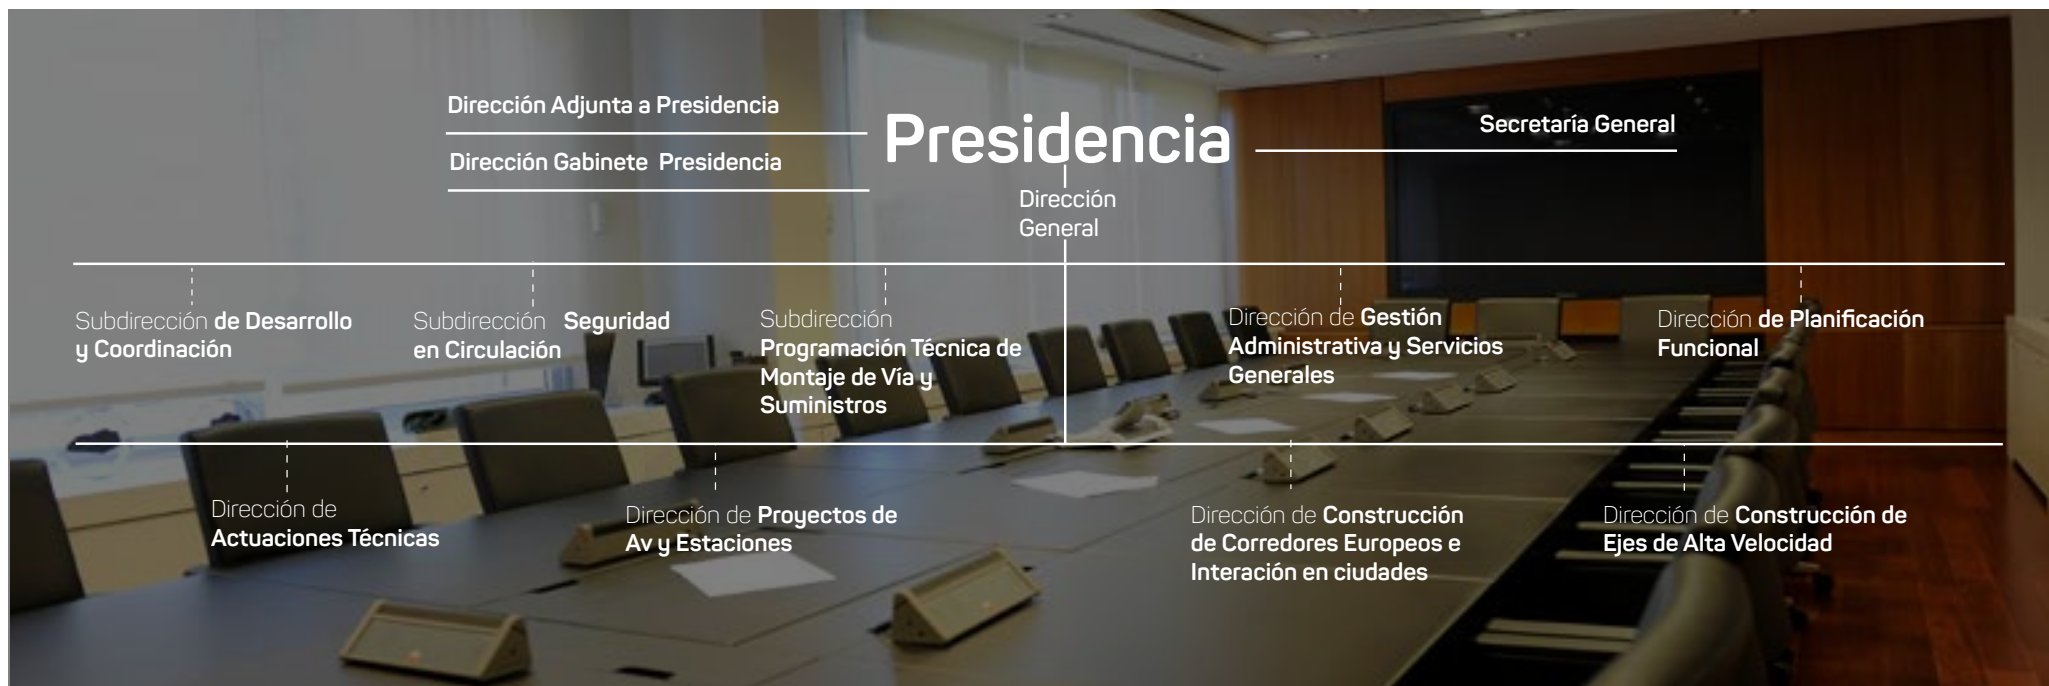 Dirección Adjunta a Presidencia
Dirección Gabinete Presidencia
Presidencia
Secretaría General
Dirección
General
Subdirección de Desarrollo
y Coordinación
Subdirección Seguridad
en Circulación
Subdirección
Programación Técnica de
Montaje de Vía y
Suministros
Dirección de Gestión
Administrativa y Servicios
Generales
Dirección de Planificación
Funcional
Dirección de
Actuaciones Técnicas
Dirección de Proyectos de
Av y Estaciones
Dirección de Construcción
de Corredores Europeos e
Interación en ciudades
Dirección de Construcción de
Ejes de Alta Velocidad